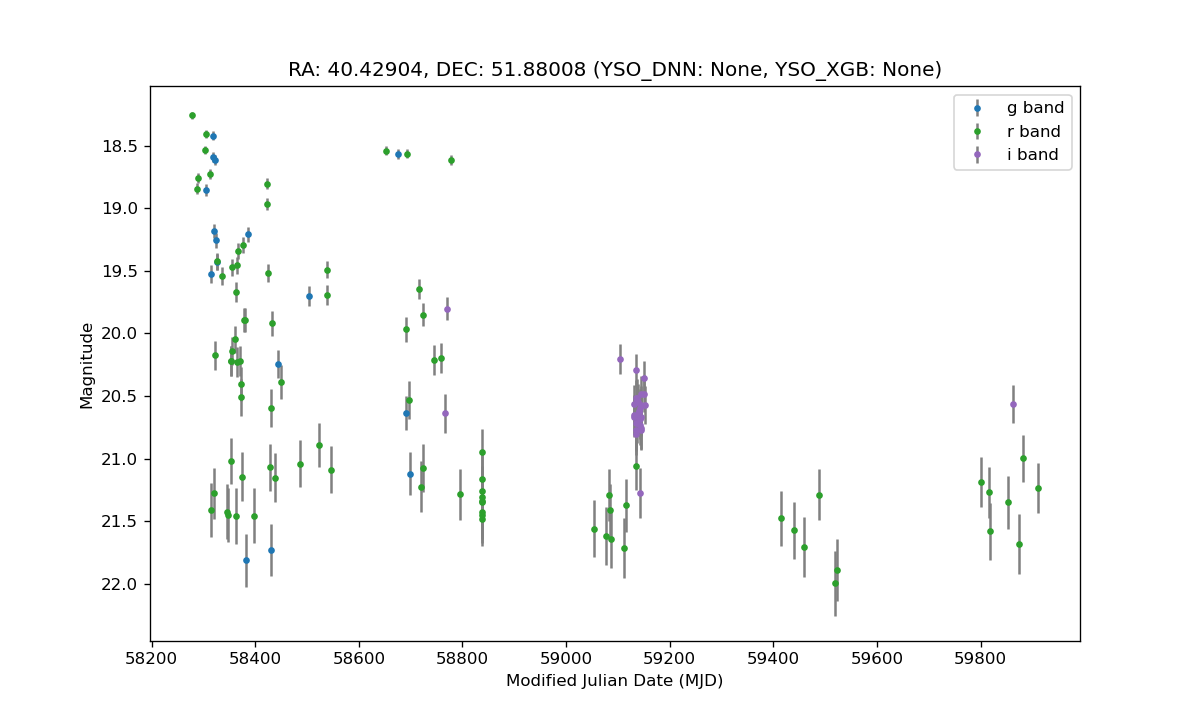 RA: 40.42904, DEC: 51.88008 (YSO_DNN: None, YSO_XGB: None)
g band
r band
i band
18.5
19.0
19.5
20.0
20.5
21.0
21.5
22.0
Magnitude
58200 58400 58600 58800 59000 59200 59400 59600 59800
Modified Julian Date (MJD)